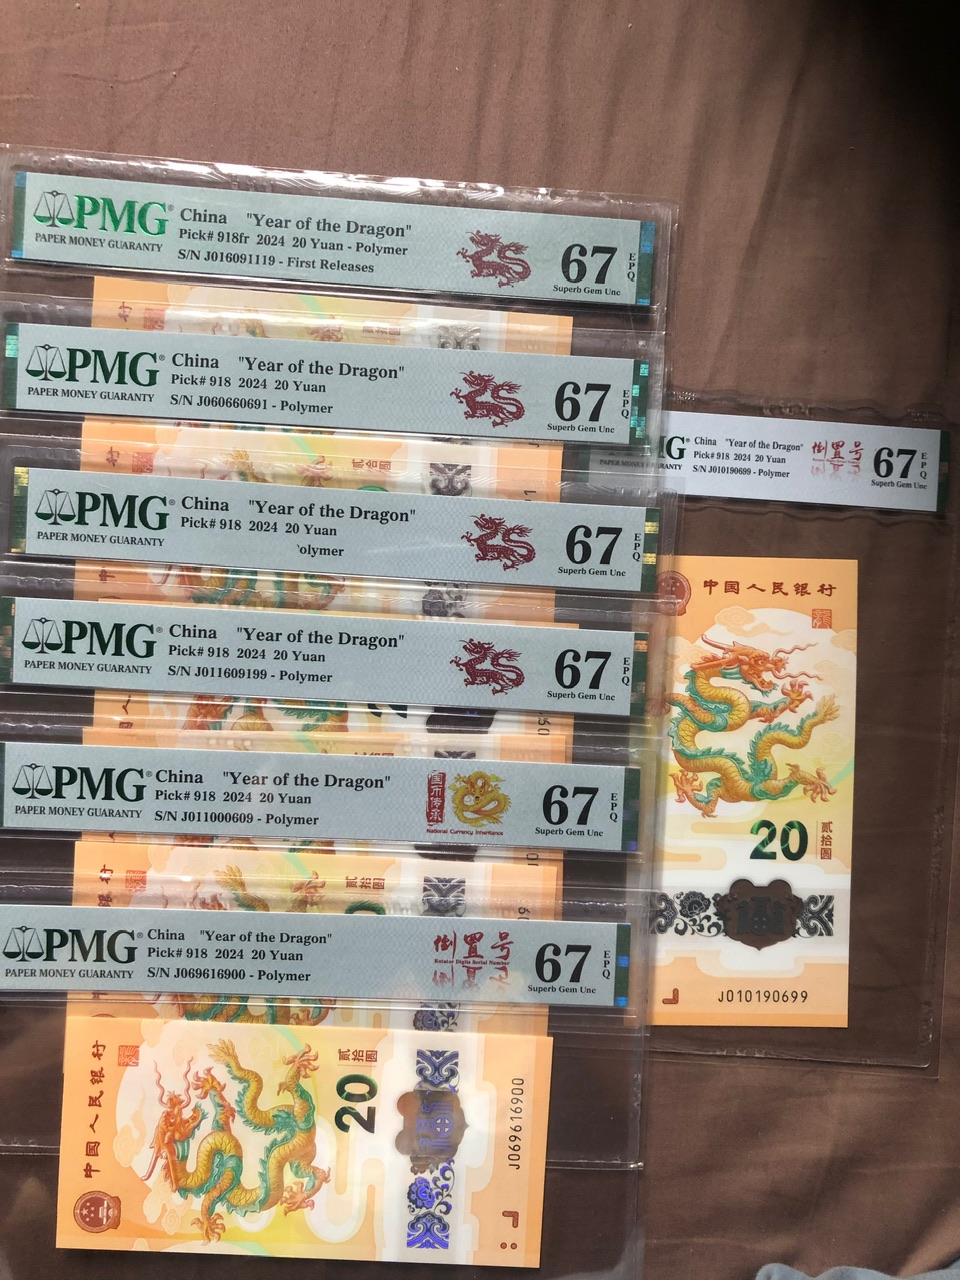 PMG®
PAPER MONEY GUARANTY
China "Year of the Dragon"
Pick# 918fr 2024 20 Yuan - Polymer
S/N J016091119 - First Releases
67
EPQ
Superb Gem Unc
PMG®
PAPER MONEY GUARANTY
China "Year of the Dragon"
Pick# 918 2024 20 Yuan
S/N J060660691 - Polymer
67
EPQ
Superb Gem Unc
PMG®
PAPER MONEY GUARANTY
China "Year of the Dragon"
Pick# 918 2024 20 Yuan
olymer
67
EPQ
Superb Gem Unc
PMG®
PAPER MONEY GUARANTY
China "Year of the Dragon"
Pick# 918 2024 20 Yuan
S/N J011609199 - Polymer
67
EPQ
Superb Gem Unc
PMG®
PAPER MONEY GUARANTY
China "Year of the Dragon"
Pick# 918 2024 20 Yuan
S/N J011000609 - Polymer
国币传承
National Currency Inheritance
67
EPQ
Superb Gem Unc
PMG®
PAPER MONEY GUARANTY
China "Year of the Dragon"
Pick# 918 2024 20 Yuan
S/N J069616900 - Polymer
倒置号
Rotator Digits Serial Number
67
EPQ
Superb Gem Unc
中国人民银行
20
贰拾圆
J069616900
G
PAPER MONEY GUARANTY
China "Year of the Dragon"
Pick# 918 2024 20 Yuan
S/N J010190699 - Polymer
倒置号
67
EPQ
Superb Gem Unc
中国人民银行
20
贰拾圆
J010190699